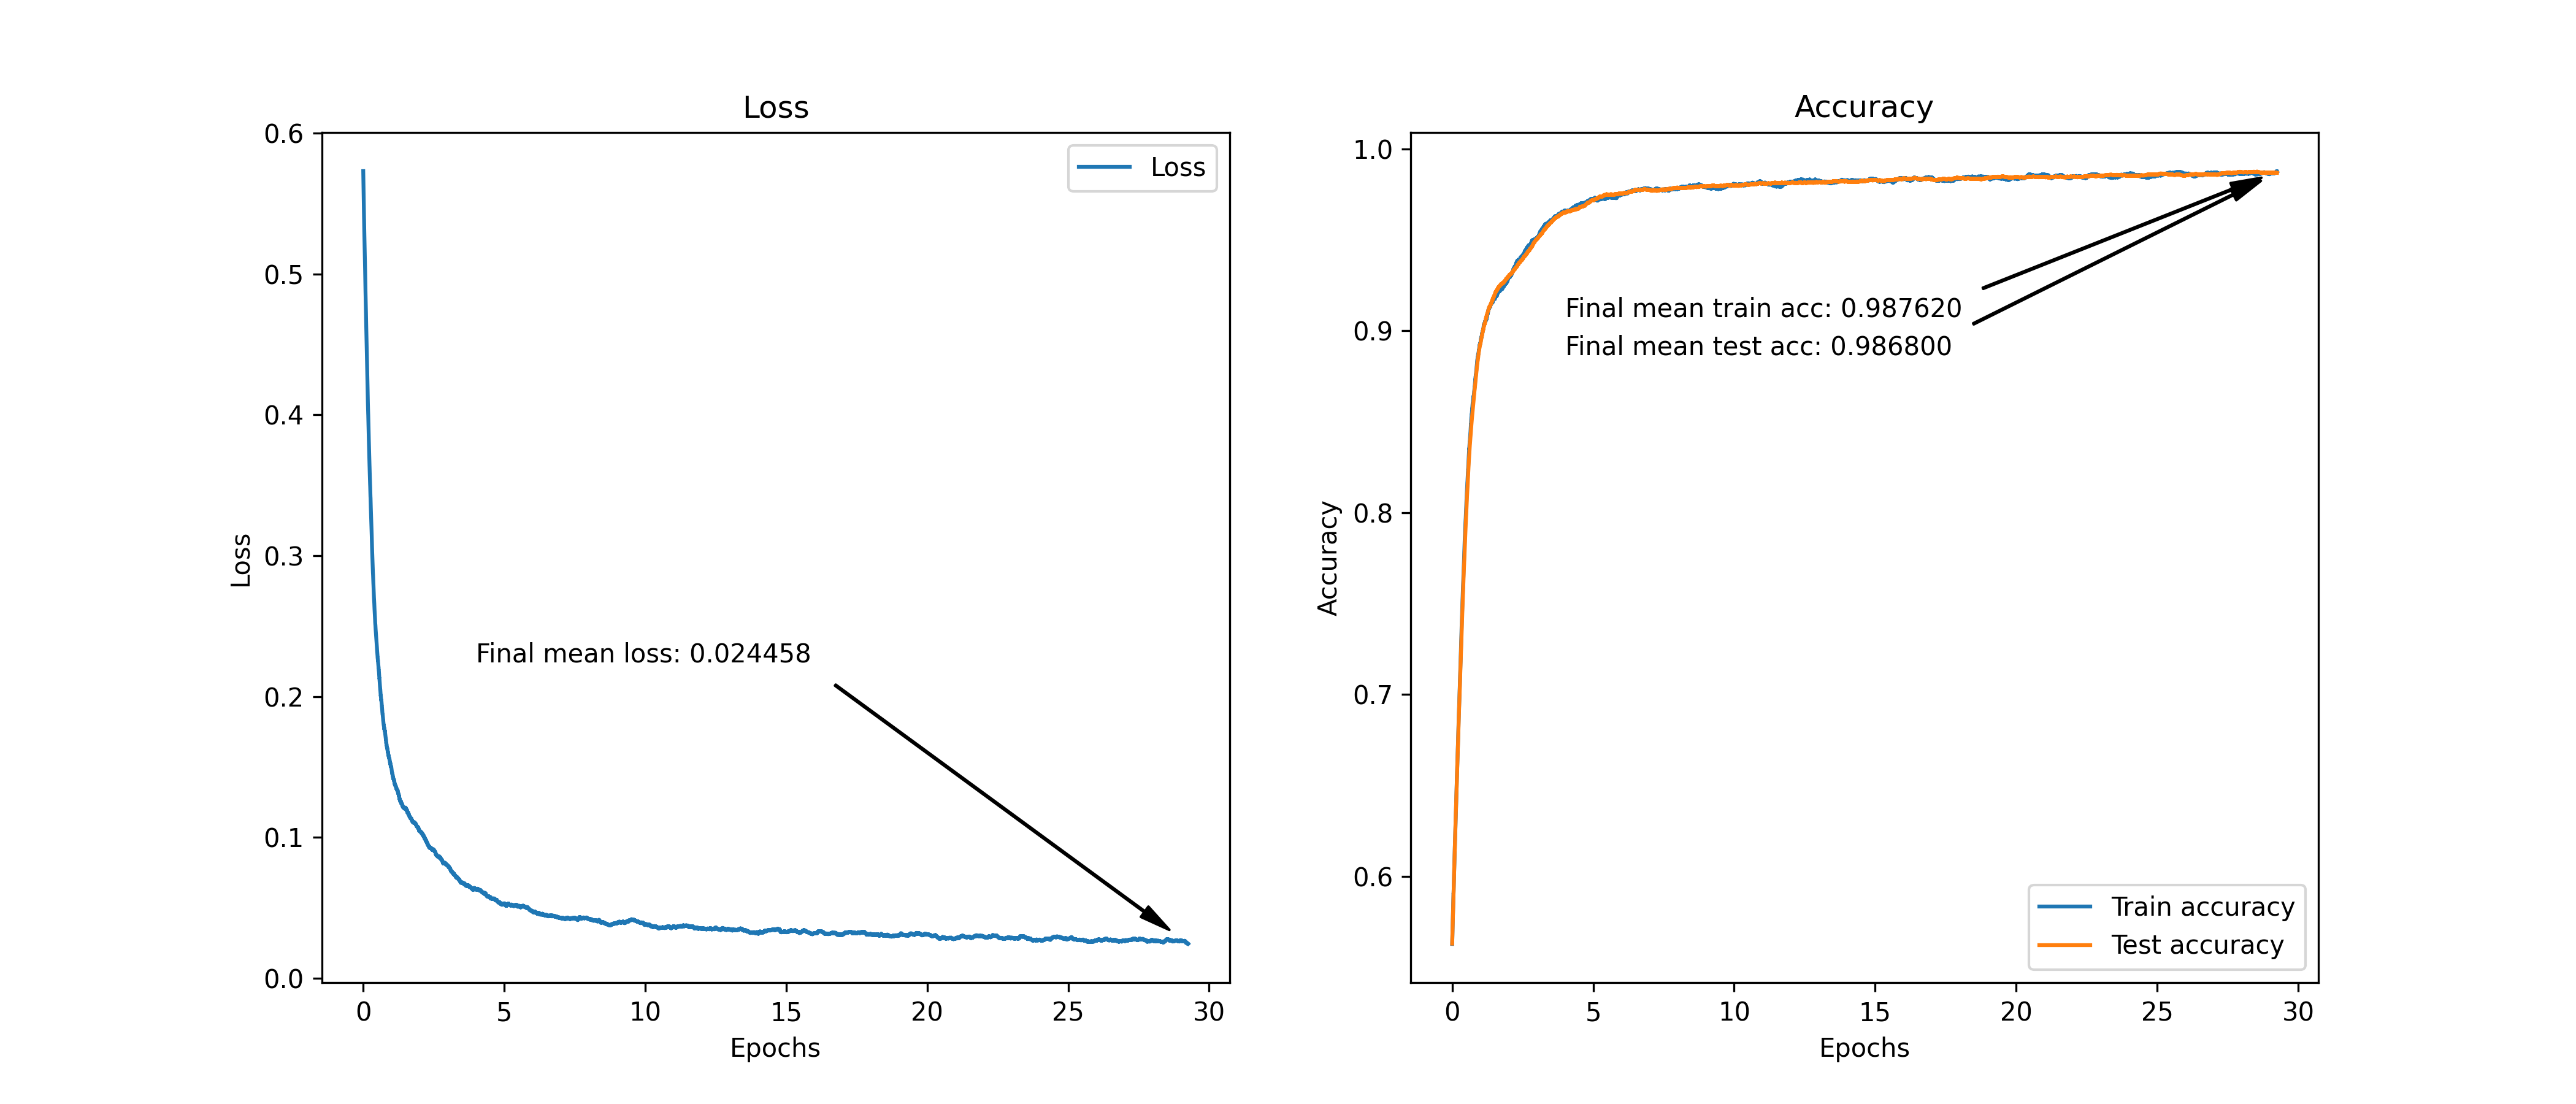 Loss
0.6
0.5
0.4
0.3
0.2
0.1
0.0
Loss
Loss
Final mean loss: 0.024458
0 5 10 15 20 25 30
Epochs
Accuracy
1.0
0.9
0.8
0.7
0.6
Accuracy
Final mean train acc: 0.987620
Final mean test acc: 0.986800
Train accuracy
Test accuracy
0 5 10 15 20 25 30
Epochs